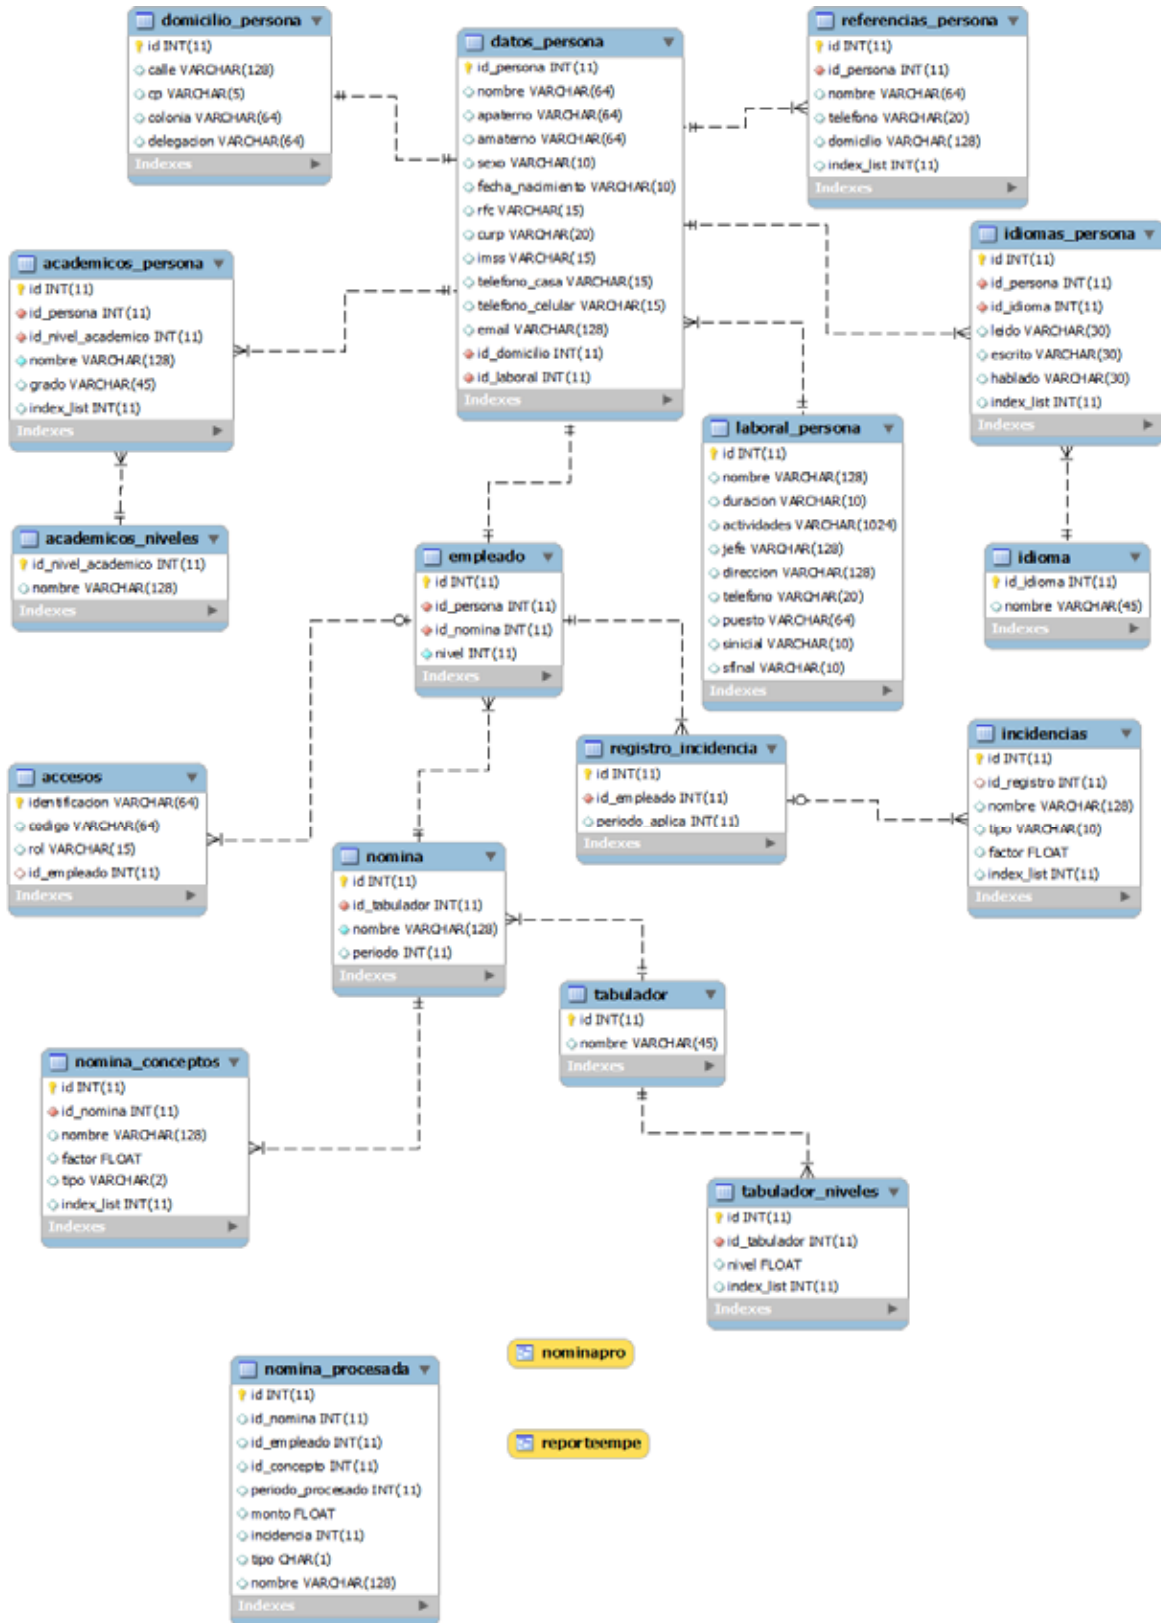 domicilio_persona
id INT(11)
calle VARCHAR(128)
cp VARCHAR(5)
colonia VARCHAR(64)
delegacion VARCHAR(64)
Indexes
datos_persona
id_persona INT(11)
nombre VARCHAR(64)
apaterno VARCHAR(64)
amaterno VARCHAR(64)
sexo VARCHAR(10)
fecha_nacimiento VARCHAR(10)
rfc VARCHAR(15)
curp VARCHAR(20)
imss VARCHAR(15)
telefono_casa VARCHAR(15)
telefono_celular VARCHAR(15)
email VARCHAR(128)
id_domicilio INT(11)
id_laboral INT(11)
Indexes
referencias_persona
id INT(11)
id_persona INT(11)
nombre VARCHAR(64)
telefono VARCHAR(20)
domicilio VARCHAR(128)
index_list INT(11)
Indexes
academicos_persona
id INT(11)
id_persona INT(11)
id_nivel_academico INT(11)
nombre VARCHAR(128)
grado VARCHAR(45)
index_list INT(11)
Indexes
idiomas_persona
id INT(11)
id_persona INT(11)
id_idioma INT(11)
leido VARCHAR(30)
escrito VARCHAR(30)
hablado VARCHAR(30)
index_list INT(11)
Indexes
laboral_persona
id INT(11)
nombre VARCHAR(128)
duracion VARCHAR(10)
actividades VARCHAR(1024)
jefe VARCHAR(128)
direccion VARCHAR(128)
telefono VARCHAR(20)
puesto VARCHAR(64)
sinicial VARCHAR(10)
sfinal VARCHAR(10)
Indexes
academicos_niveles
id_nivel_academico INT(11)
nombre VARCHAR(128)
Indexes
empleado
id INT(11)
id_persona INT(11)
id_nomina INT(11)
nivel INT(11)
Indexes
idioma
id_idioma INT(11)
nombre VARCHAR(45)
Indexes
registro_incidencia
id INT(11)
id_empleado INT(11)
periodo_aplica INT(11)
Indexes
incidencias
id INT(11)
id_registro INT(11)
nombre VARCHAR(128)
tipo VARCHAR(10)
factor FLOAT
index_list INT(11)
Indexes
accesos
identificacion VARCHAR(64)
codigo VARCHAR(64)
rol VARCHAR(15)
id_empleado INT(11)
Indexes
nomina
id INT(11)
id_tabulador INT(11)
nombre VARCHAR(128)
periodo INT(11)
Indexes
tabulador
id INT(11)
nombre VARCHAR(45)
Indexes
nomina_conceptos
id INT(11)
id_nomina INT(11)
nombre VARCHAR(128)
factor FLOAT
tipo VARCHAR(2)
index_list INT(11)
Indexes
tabulador_niveles
id INT(11)
id_tabulador INT(11)
nivel FLOAT
index_list INT(11)
Indexes
nominapro
nomina_procesada
id INT(11)
id_nomina INT(11)
id_empleado INT(11)
id_concepto INT(11)
periodo_procesado INT(11)
monto FLOAT
incidencia INT(11)
tipo CHAR(1)
nombre VARCHAR(128)
Indexes
reporteempe